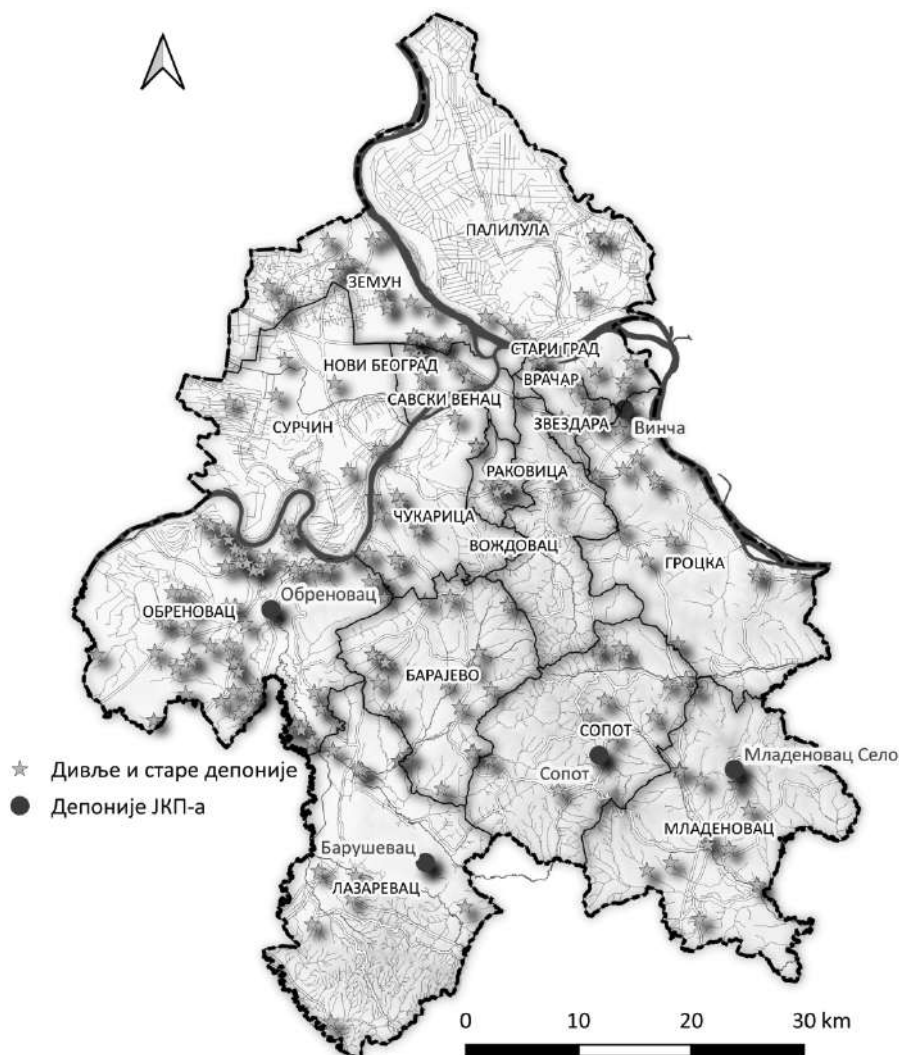 ПАЛИЛУЛА
ЗЕМУН
СТАРИ ГРАД
НОВИ БЕОГРАД
ВРАЧАР
САВСКИ ВЕНАЦ
СУРЧИН
ЗВЕЗДАРА
Винча
РАКОВИЦА
ЧУКАРИЦА
ВОЖДОВАЦ
ГРОЦКА
Обреновац
ОБРЕНОВАЦ
БАРАЈЕВО
СОПОТ
Младеновац Село
Сопот
Дивље и старе депоније
Депоније ЈКП-а
МЛАДЕНОВАЦ
Барушевац
ЛАЗАРЕВАЦ
0 10 20 30 km